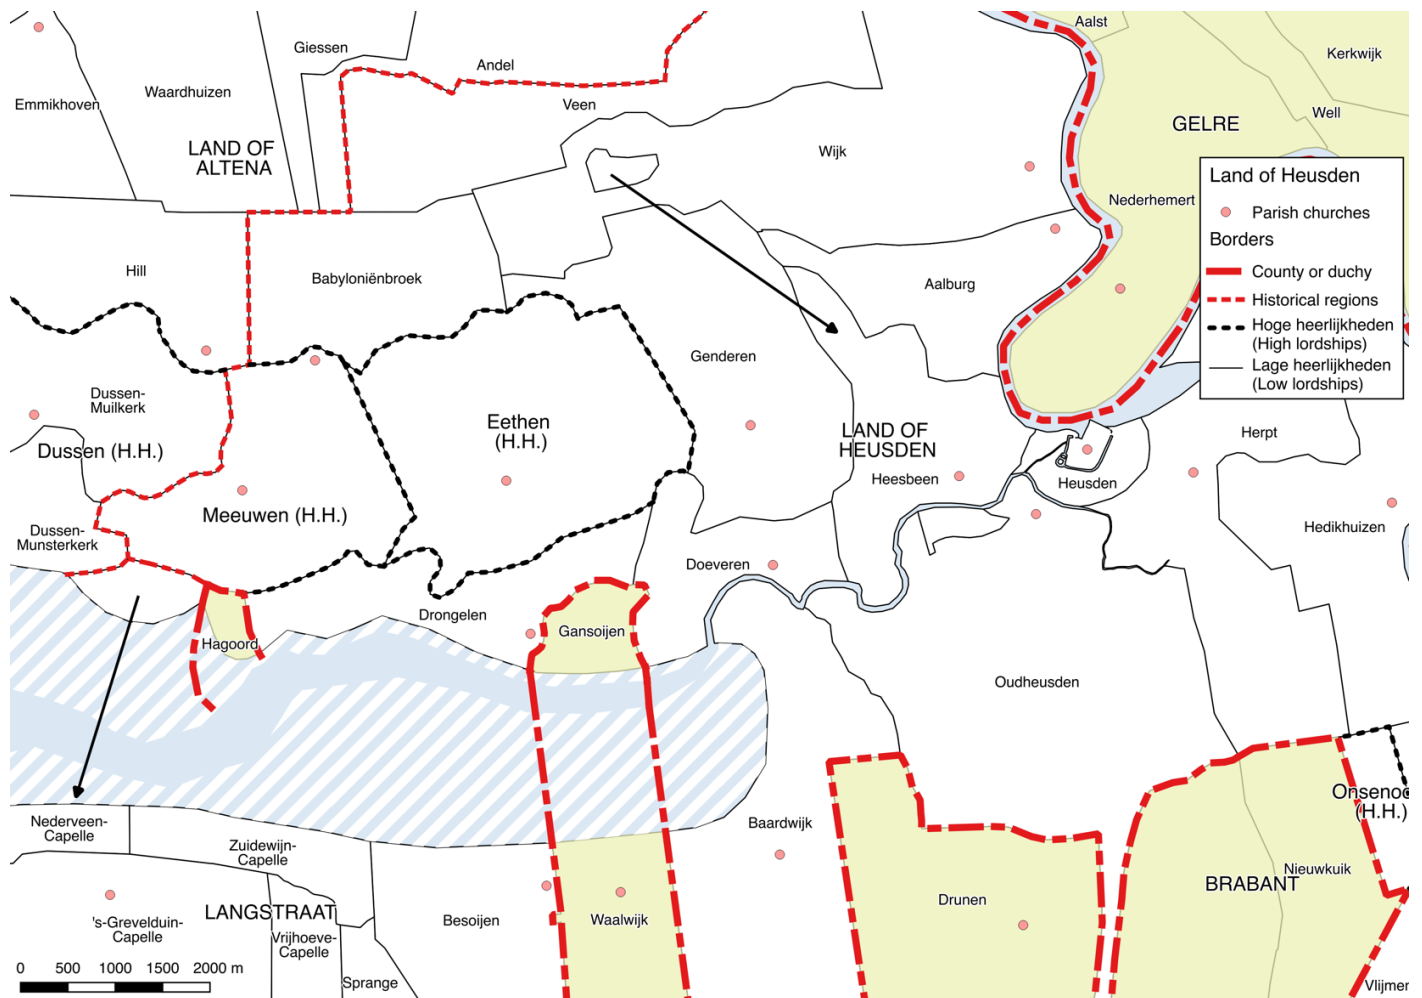 Aalst
Giessen
Kerkwijk
Andel
Waardhuizen
Emmikhoven
Veen
Well
GELRE
LAND OF
ALTENA
Wijk
Land of Heusden
Parish churches
Borders
County or duchy
Historical regions
Hoge heerlijkheden
(High lordships)
Lage heerlijkheden
(Low lordships)
Nederhemert
Hill
Babyloniënbroek
Aalburg
Genderen
Dussen-
Muilkerk
Eethen
(H.H.)
LAND OF
HEUSDEN
Herpt
Dussen (H.H.)
Heesbeen
Heusden
Meeuwen (H.H.)
Hedikhuizen
Dussen-
Munsterkerk
Doeveren
Drongelen
Gansoijen
Hagoord
Oudheusden
Onsenoo
(H.H.)
Nederveen-
Capelle
Baardwijk
Zuidewijn-
Capelle
Nieuwkuik
BRABANT
Drunen
LANGSTRAAT
's-Grevelduin-
Capelle
Besoijen
Waalwijk
Vrijhoeve-
Capelle
Sprange
Vlijmen
0 500 1000 1500 2000 m